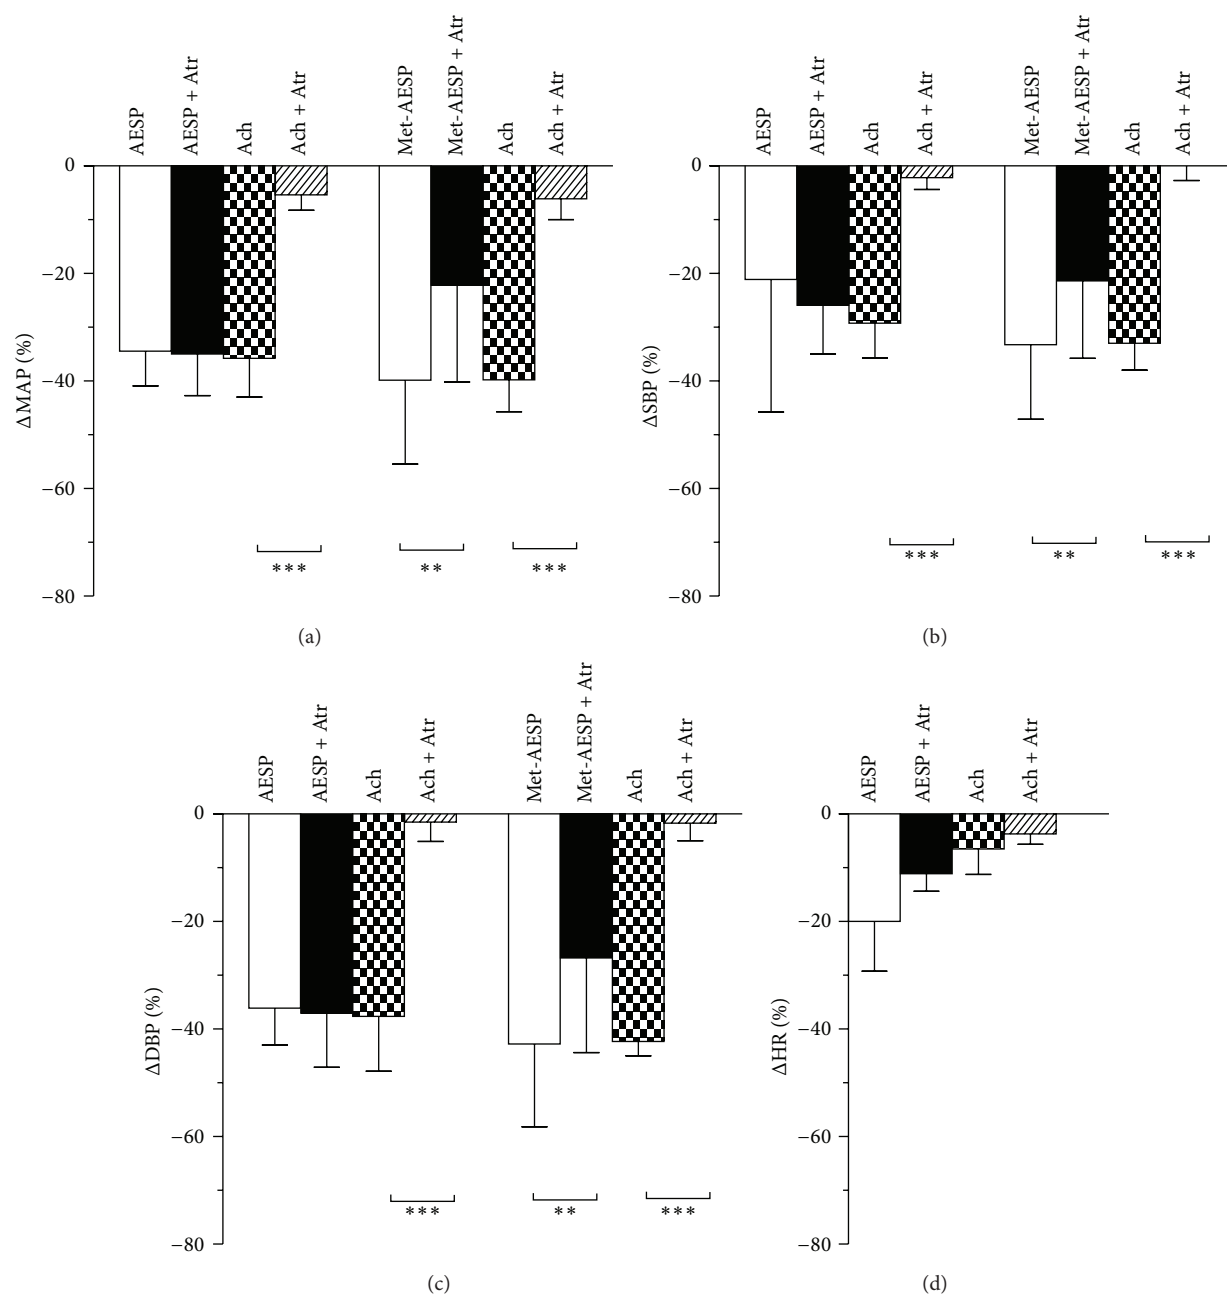 AESP
AESP + Atr
Ach
Ach + Atr
Met-AESP
Met-AESP + Atr
Ach
Ach + Atr
0
−20
−40
−60
−80
ΔMAP (%)
***
**
***
(a)
AESP
AESP + Atr
Ach
Ach + Atr
Met-AESP
Met-AESP + Atr
Ach
Ach + Atr
0
−20
−40
−60
−80
ΔSBP (%)
***
**
***
(b)
AESP
AESP + Atr
Ach
Ach + Atr
Met-AESP
Met-AESP + Atr
Ach
Ach + Atr
0
−20
−40
−60
−80
ΔDBP (%)
***
**
***
(c)
AESP
AESP + Atr
Ach
Ach + Atr
0
−20
−40
−60
−80
ΔHR (%)
(d)